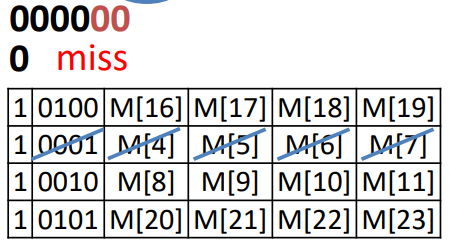 000000
0 miss
1 0100 M[16] M[17] M[18] M[19]
1 0001 M[4] M[5] M[6] M[7]
1 0010 M[8] M[9] M[10] M[11]
1 0101 M[20] M[21] M[22] M[23]